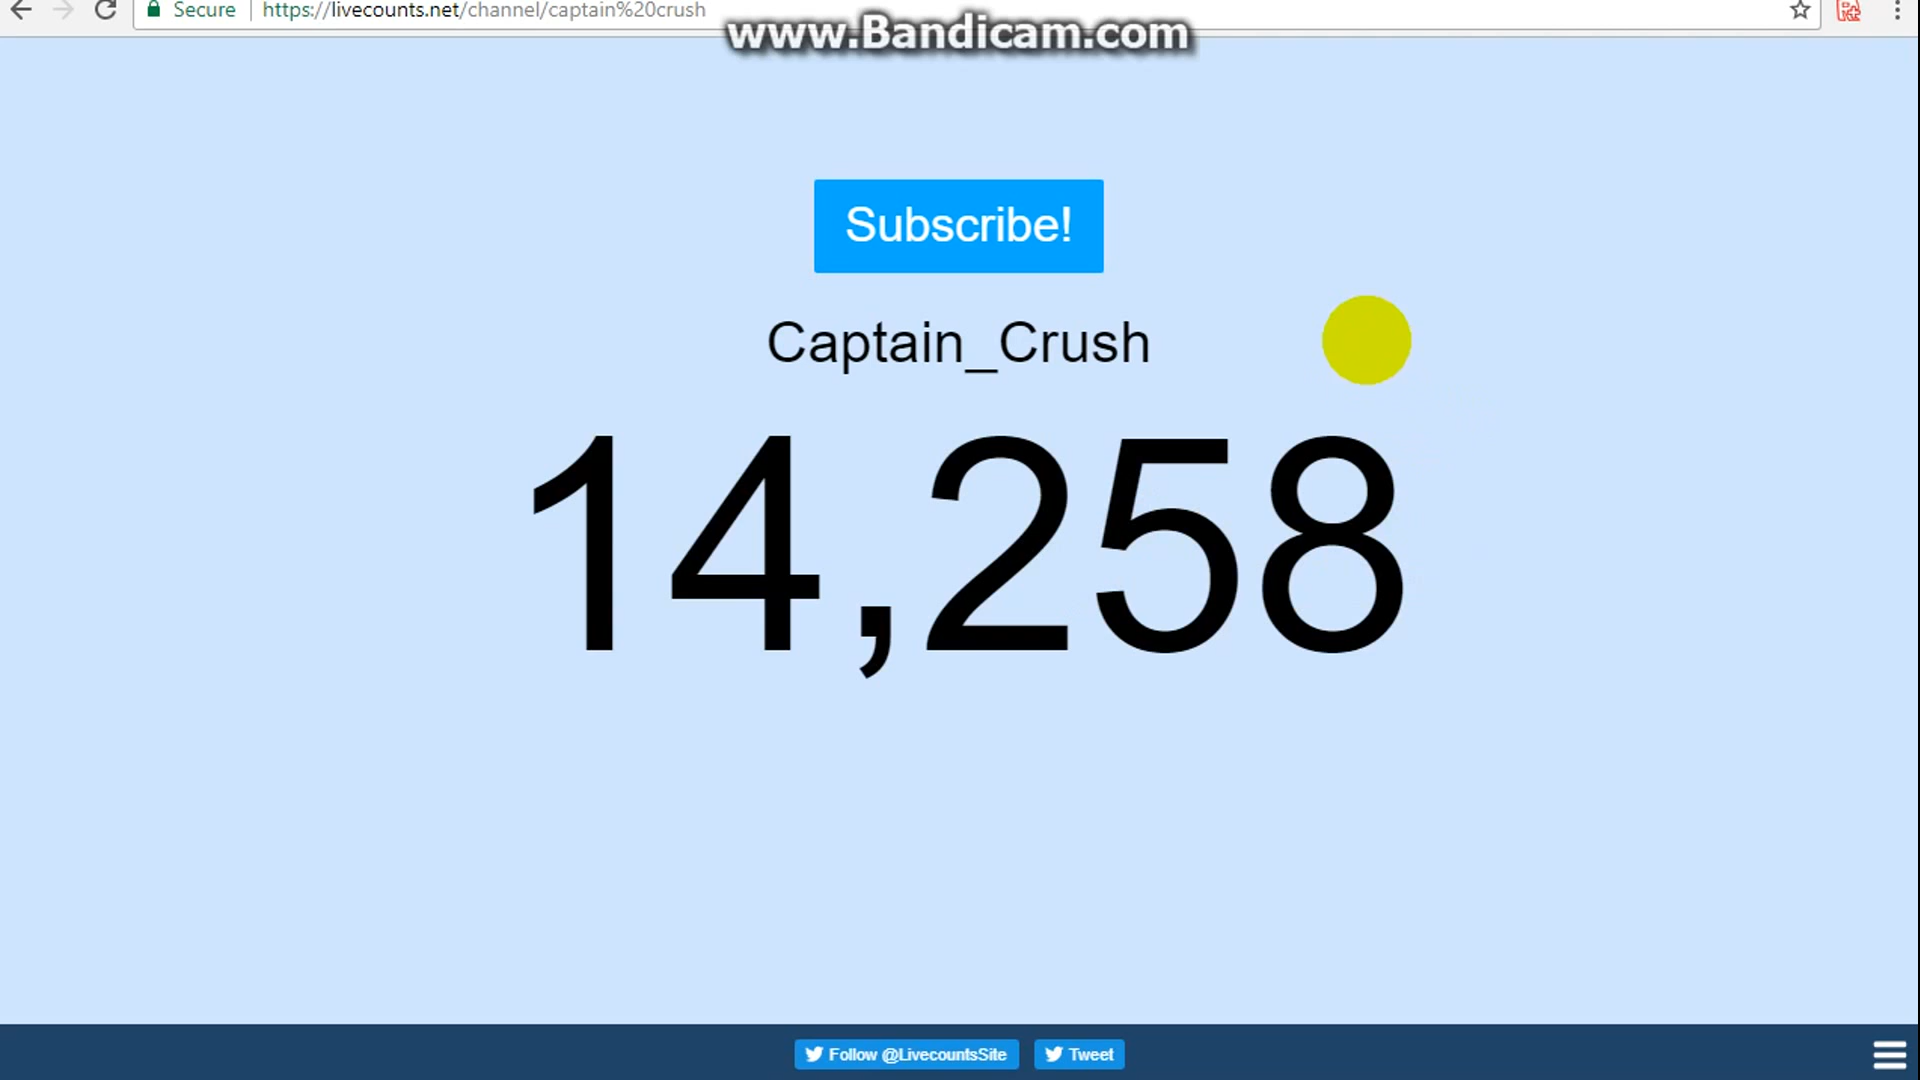 Secure https://livecounts.net/channel/captain%20crush
www.Bandicam.com
Subscribe!
Captain_Crush
14,258
Follow @LivecountsSite Tweet